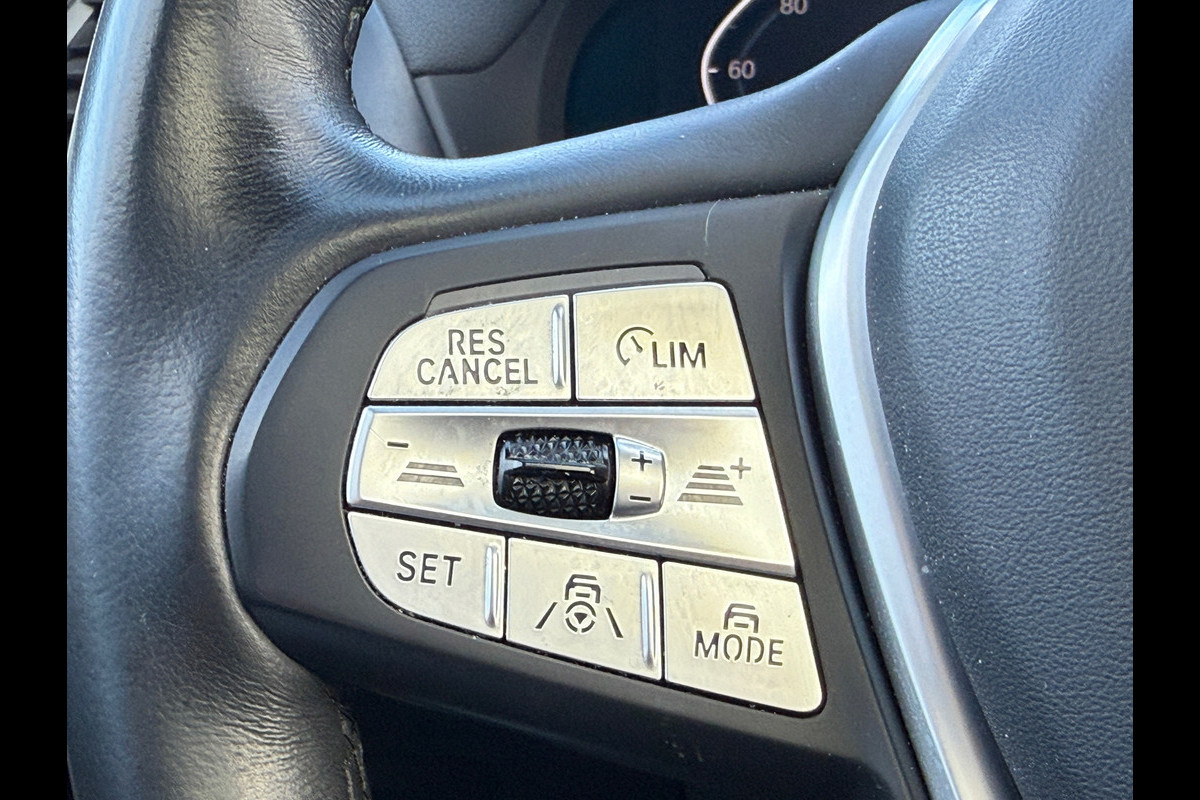 80
60
RES
CANCEL
LIM
- + +
-
SET
MODE